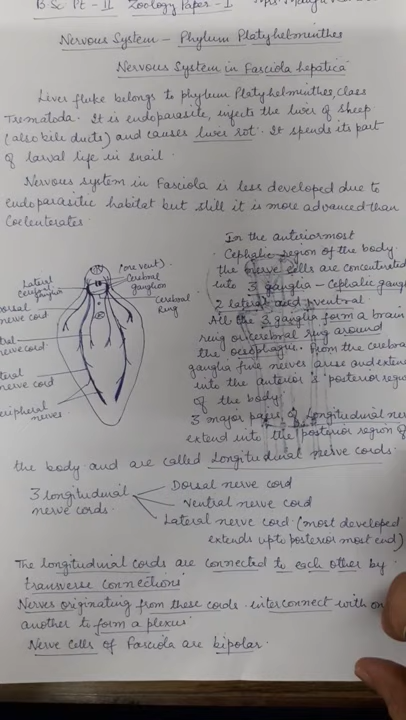 B.Sc Pt - II Zoology Paper - I
Nervous System - Phylum Platyhelminthes
Nervous System in Fasciola hepatica
Liver fluke belongs to phylum Platyhelminthes, class
Trematoda. It is endoparasite, infects the liver of sheep
(also bile ducts) and causes liver rot. It spends its part
of larval life in snail.
Nervous system in Fasciola is less developed due to
endoparasitic habitat but still it is more advanced than
Coelenterates.
In the anteriormost
Cephalic region of the body
the nerve cells are concentrated
into 3 ganglia - Cephalic gang
2 lateral and 1 ventral.
All the 3 ganglia form a brain
ring or cerebral ring around
the oesophagus. From the cerebra
ganglia fine nerves arise and exten
into the anterior & posterior regio
of the body.
3 major pairs of longitudinal ner
extend into the posterior region of
the body and are called longitudinal nerve cords.
(one vent)
Cerebral
ganglion
Cerebral
Ring
Lateral
nerve cord
nerve cord
nerve cord
peripheral
nerves
3 longitudinal
nerve cords.
Dorsal nerve cord
Ventral nerve cord
Lateral nerve cord (most developed
extends upto posterior most end)
The longitudinal cords are connected to each other by
transverse connections
Nerves originating from these cords interconnect with on
another to form a plexus
Nerve cells of Fasciola are bipolar.